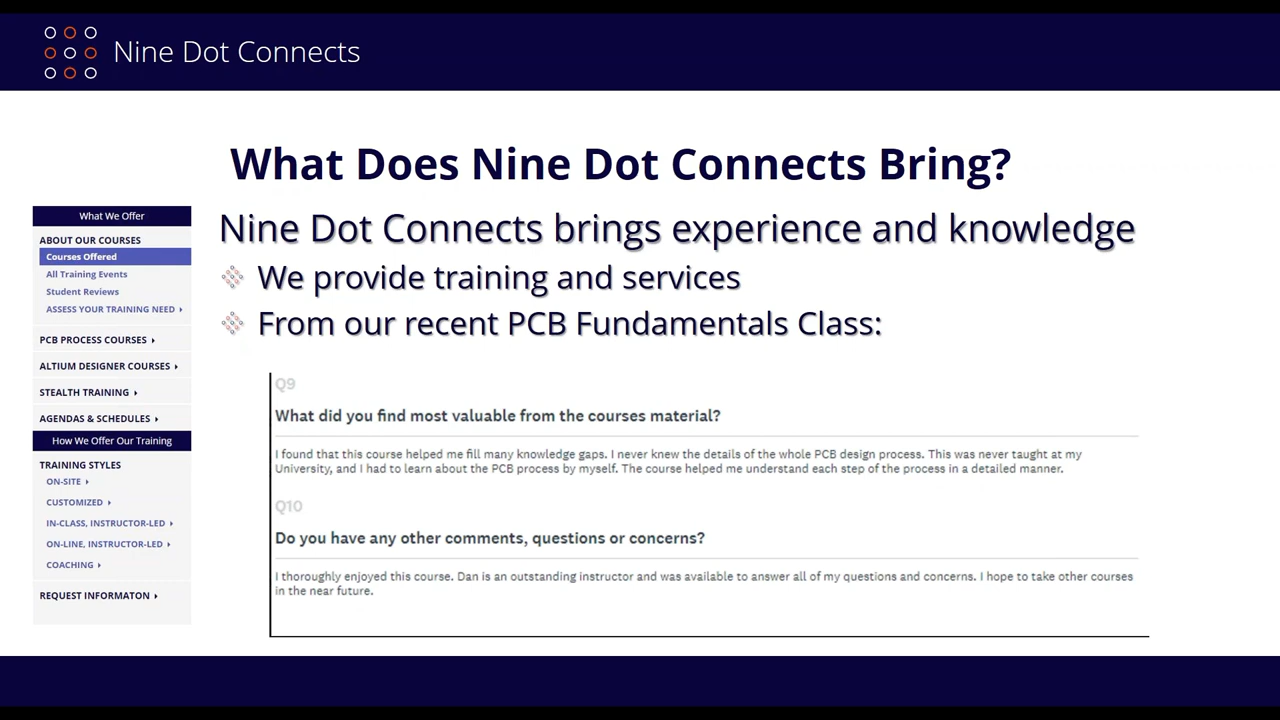 Nine Dot Connects
What Does Nine Dot Connects Bring?
What We Offer
ABOUT OUR COURSES
Courses Offered
All Training Events
Student Reviews
ASSESS YOUR TRAINING NEED
PCB PROCESS COURSES
ALTIUM DESIGNER COURSES
STEALTH TRAINING
AGENDAS & SCHEDULES
How We Offer Our Training
TRAINING STYLES
ON-SITE
CUSTOMIZED
IN-CLASS, INSTRUCTOR-LED
ON-LINE, INSTRUCTOR-LED
COACHING
REQUEST INFORMATON
Nine Dot Connects brings experience and knowledge
We provide training and services
From our recent PCB Fundamentals Class:
Q9
What did you find most valuable from the courses material?
I found that this course helped me fill many knowledge gaps. I never knew the details of the whole PCB design process. This was never taught at my
University, and I had to learn about the PCB process by myself. The course helped me understand each step of the process in a detailed manner.
Q10
Do you have any other comments, questions or concerns?
I thoroughly enjoyed this course. Dan is an outstanding instructor and was available to answer all of my questions and concerns. I hope to take other courses
in the near future.